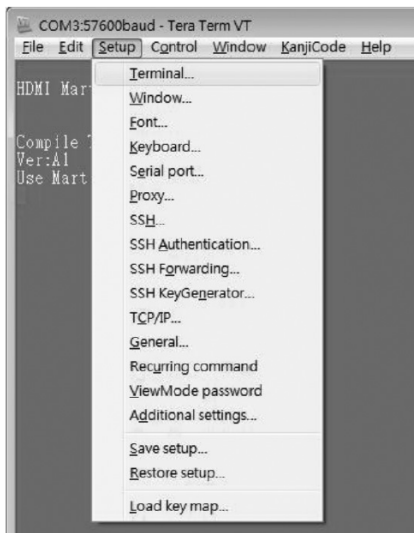 COM3:57600baud - Tera Term VT
File Edit Setup Control Window KanjiCode Help
HDMI Mar
Compile
Ver:A1
Use Mart
Terminal...
Window...
Font...
Keyboard...
Serial port...
Proxy...
SSH...
SSH Authentication...
SSH Forwarding...
SSH KeyGenerator...
TCP/IP...
General...
Recurring command
ViewMode password
Additional settings...
Save setup...
Restore setup...
Load key map...